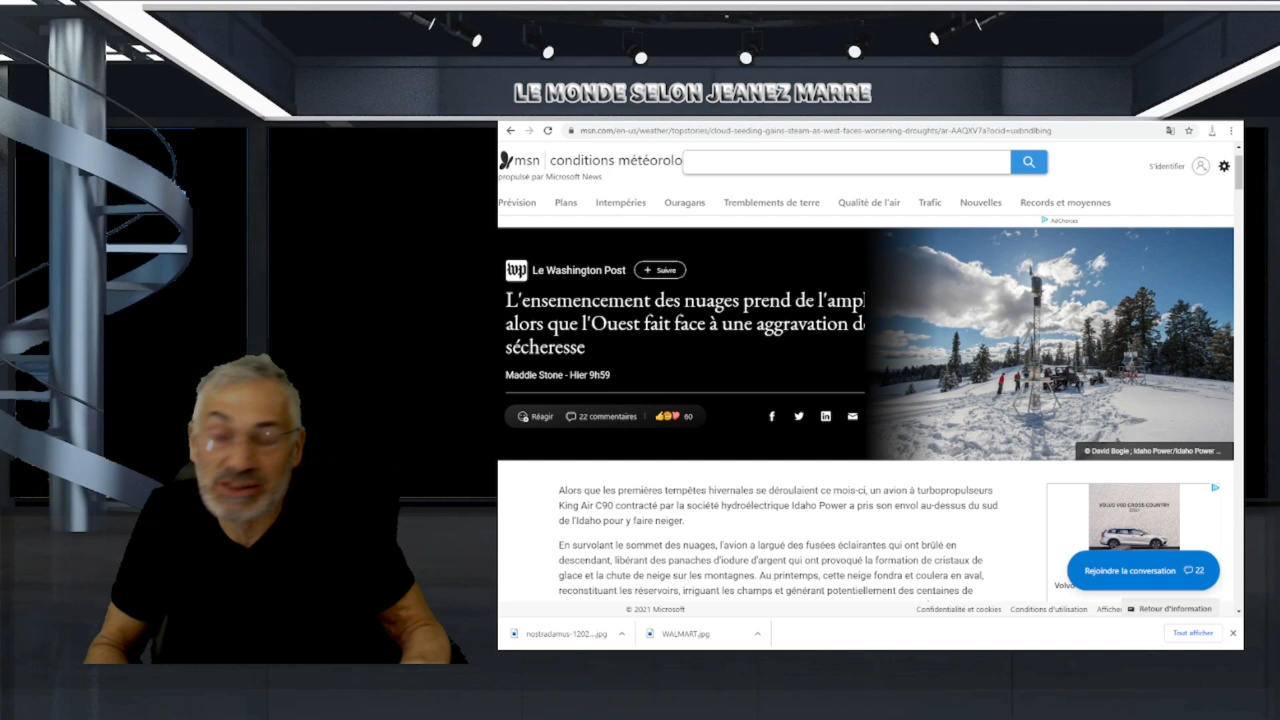 LE MONDE SELON JEANEZ MARRE
msn.com/en-us/weather/topstories/cloud-seeding-gains-steam-as-west-faces-worsening-droughts/ar-AAQXV7a?ocid=uxbndlbing
msn conditions météorolo
propulsé par Microsoft News
S'identifier
Prévision Plans Intempéries Ouragans Tremblements de terre Qualité de l'air Trafic Nouvelles Records et moyennes
AdChoices
wp Le Washington Post + Suivre
L'ensemencement des nuages prend de l'ampl
alors que l'Ouest fait face à une aggravation de
sécheresse
Maddie Stone - Hier 9h59
Réagir 22 commentaires 60
© David Bogie ; Idaho Power/Idaho Power ...
Alors que les premières tempêtes hivernales se déroulaient ce mois-ci, un avion à turbopropulseurs
King Air C90 contracté par la société hydroélectrique Idaho Power a pris son envol au-dessus du sud
de l'Idaho pour y faire neiger.
En survolant le sommet des nuages, l'avion a largué des fusées éclairantes qui ont brûlé en
descendant, libérant des panaches d'iodure d'argent qui ont provoqué la formation de cristaux de
glace et la chute de neige sur les montagnes. Au printemps, cette neige fondra et coulera en aval,
reconstituant les réservoirs, irriguant les champs et générant potentiellement des centaines de
VOLVO V60 CROSS COUNTRY
Rejoindre la conversation 22
Volvo
© 2021 Microsoft Confidentialité et cookies Conditions d'utilisation Affiche Retour d'information
nostradamus-1202...jpg WALMART.jpg Tout afficher